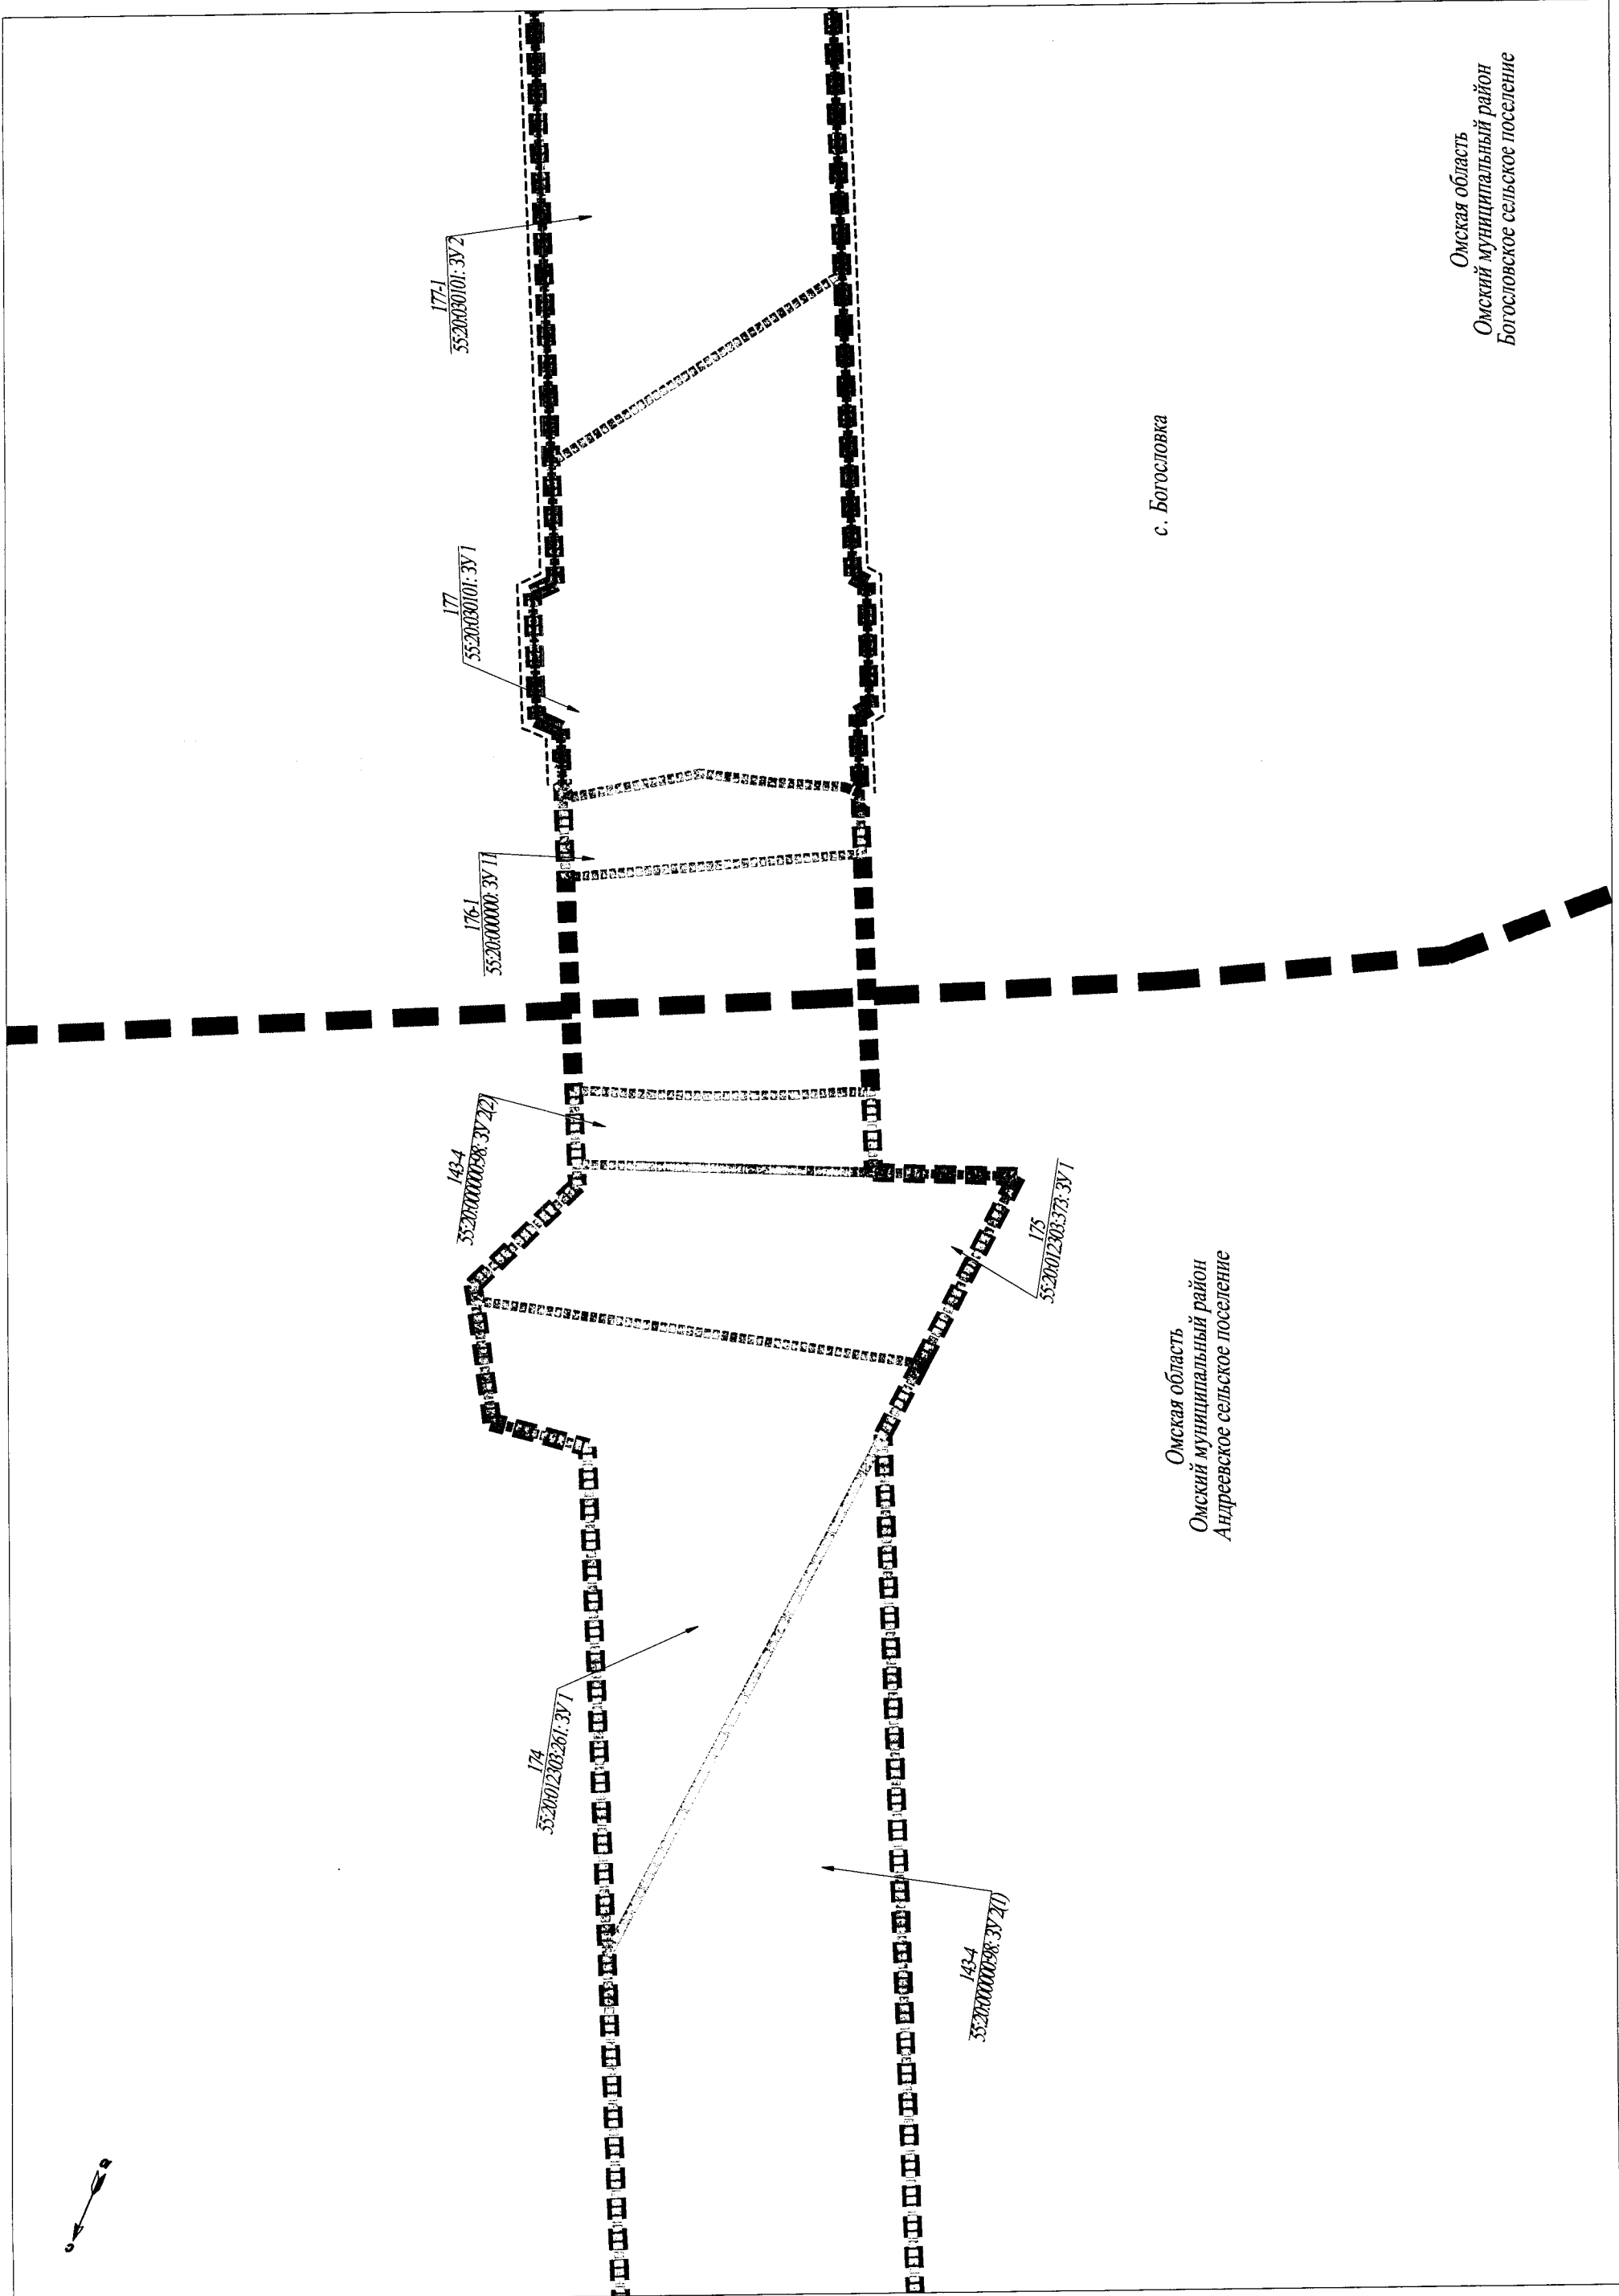 143-4
55:20:000000:98: ЗУ 2(1)
174
55:20:012303:261: ЗУ 1
175
55:20:012303:373: ЗУ 1
143-4
55:20:000000:98: ЗУ 2(2)
176-1
55:20:000000: ЗУ 11
177
55:20:030101: ЗУ 1
177-1
55:20:030101: ЗУ 2
с. Богословка
Омская область
Омский муниципальный район
Андреевское сельское поселение
Омская область
Омский муниципальный район
Богословское сельское поселение
с